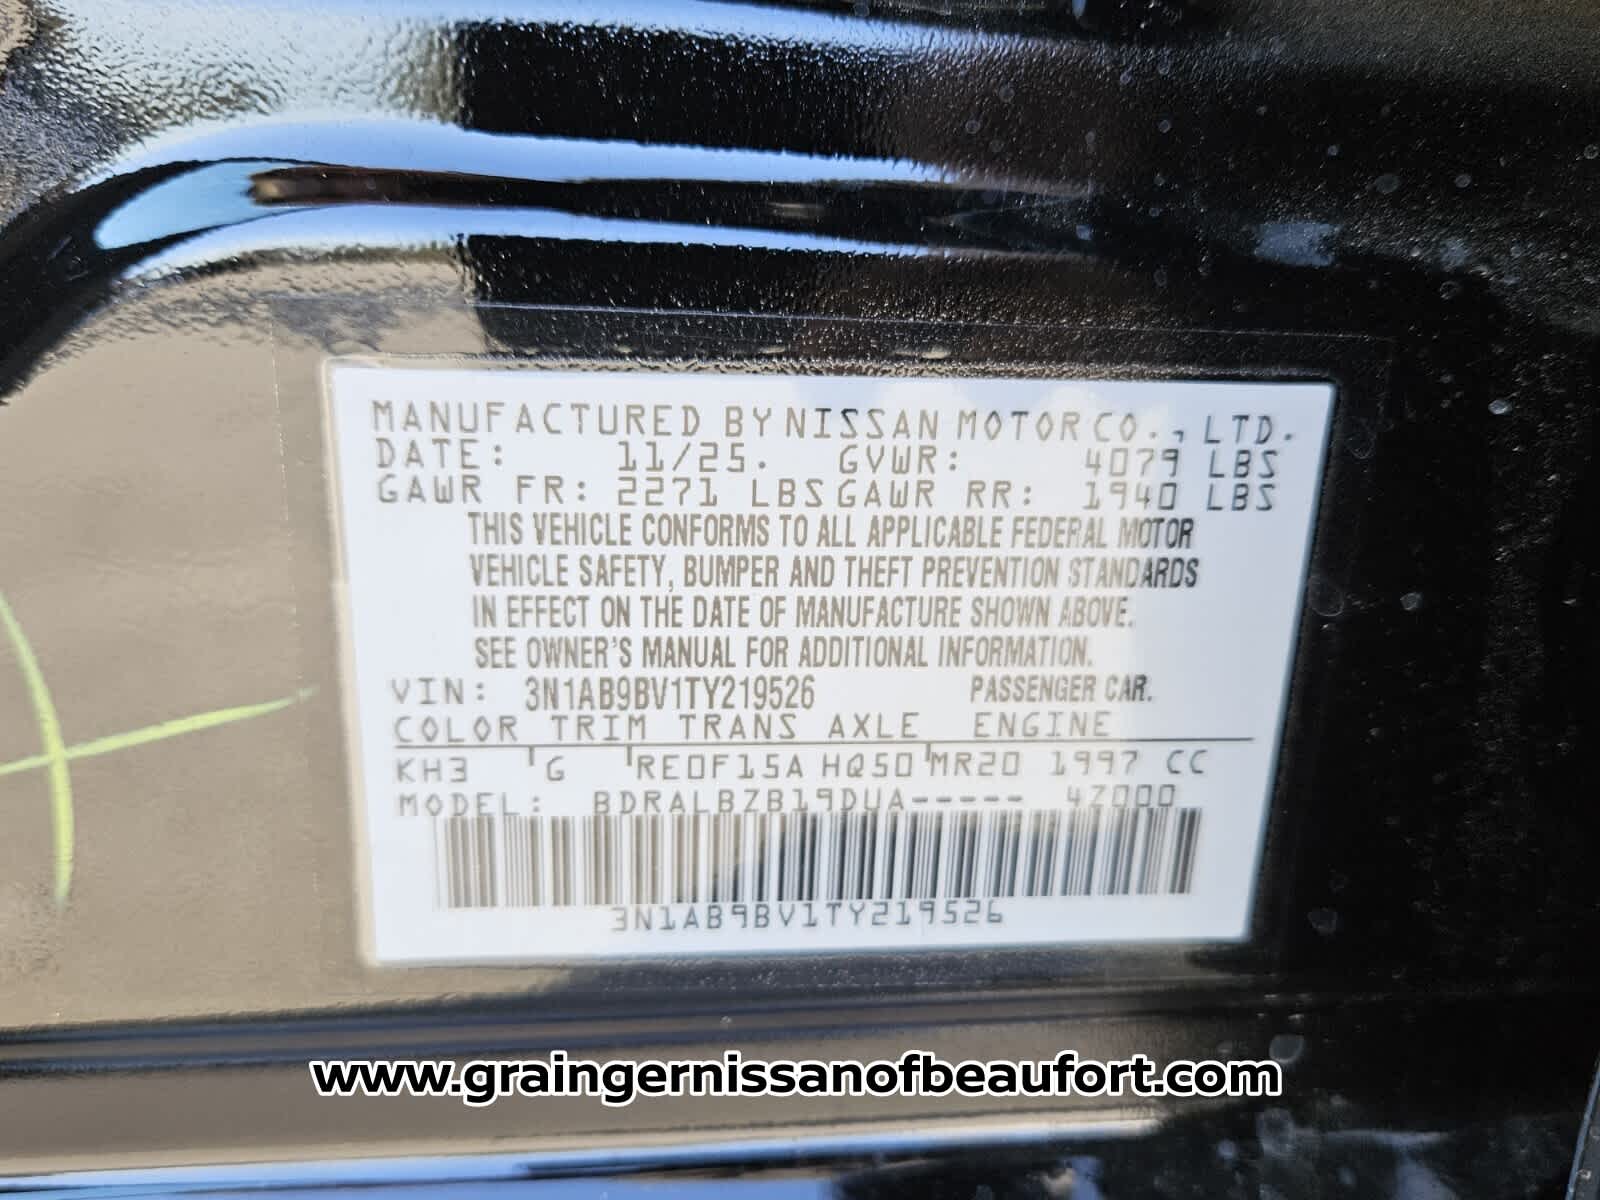 MANUFACTURED BY NISSAN MOTOR CO., LTD.
DATE: 11/25. GVWR: 4079 LBS
GAWR FR: 2271 LBS GAWR RR: 1940 LBS
THIS VEHICLE CONFORMS TO ALL APPLICABLE FEDERAL MOTOR
VEHICLE SAFETY, BUMPER AND THEFT PREVENTION STANDARDS
IN EFFECT ON THE DATE OF MANUFACTURE SHOWN ABOVE.
SEE OWNER'S MANUAL FOR ADDITIONAL INFORMATION.
VIN: 3N1AB9BV1TY219526 PASSENGER CAR.
COLOR TRIM TRANS AXLE ENGINE
KH3 G RE0F15A HQ50 MR20 1997 CC
MODEL: BDRALBZB19DUA----- 4Z000
3N1AB9BV1TY219526
www.graingernissanofbeaufort.com